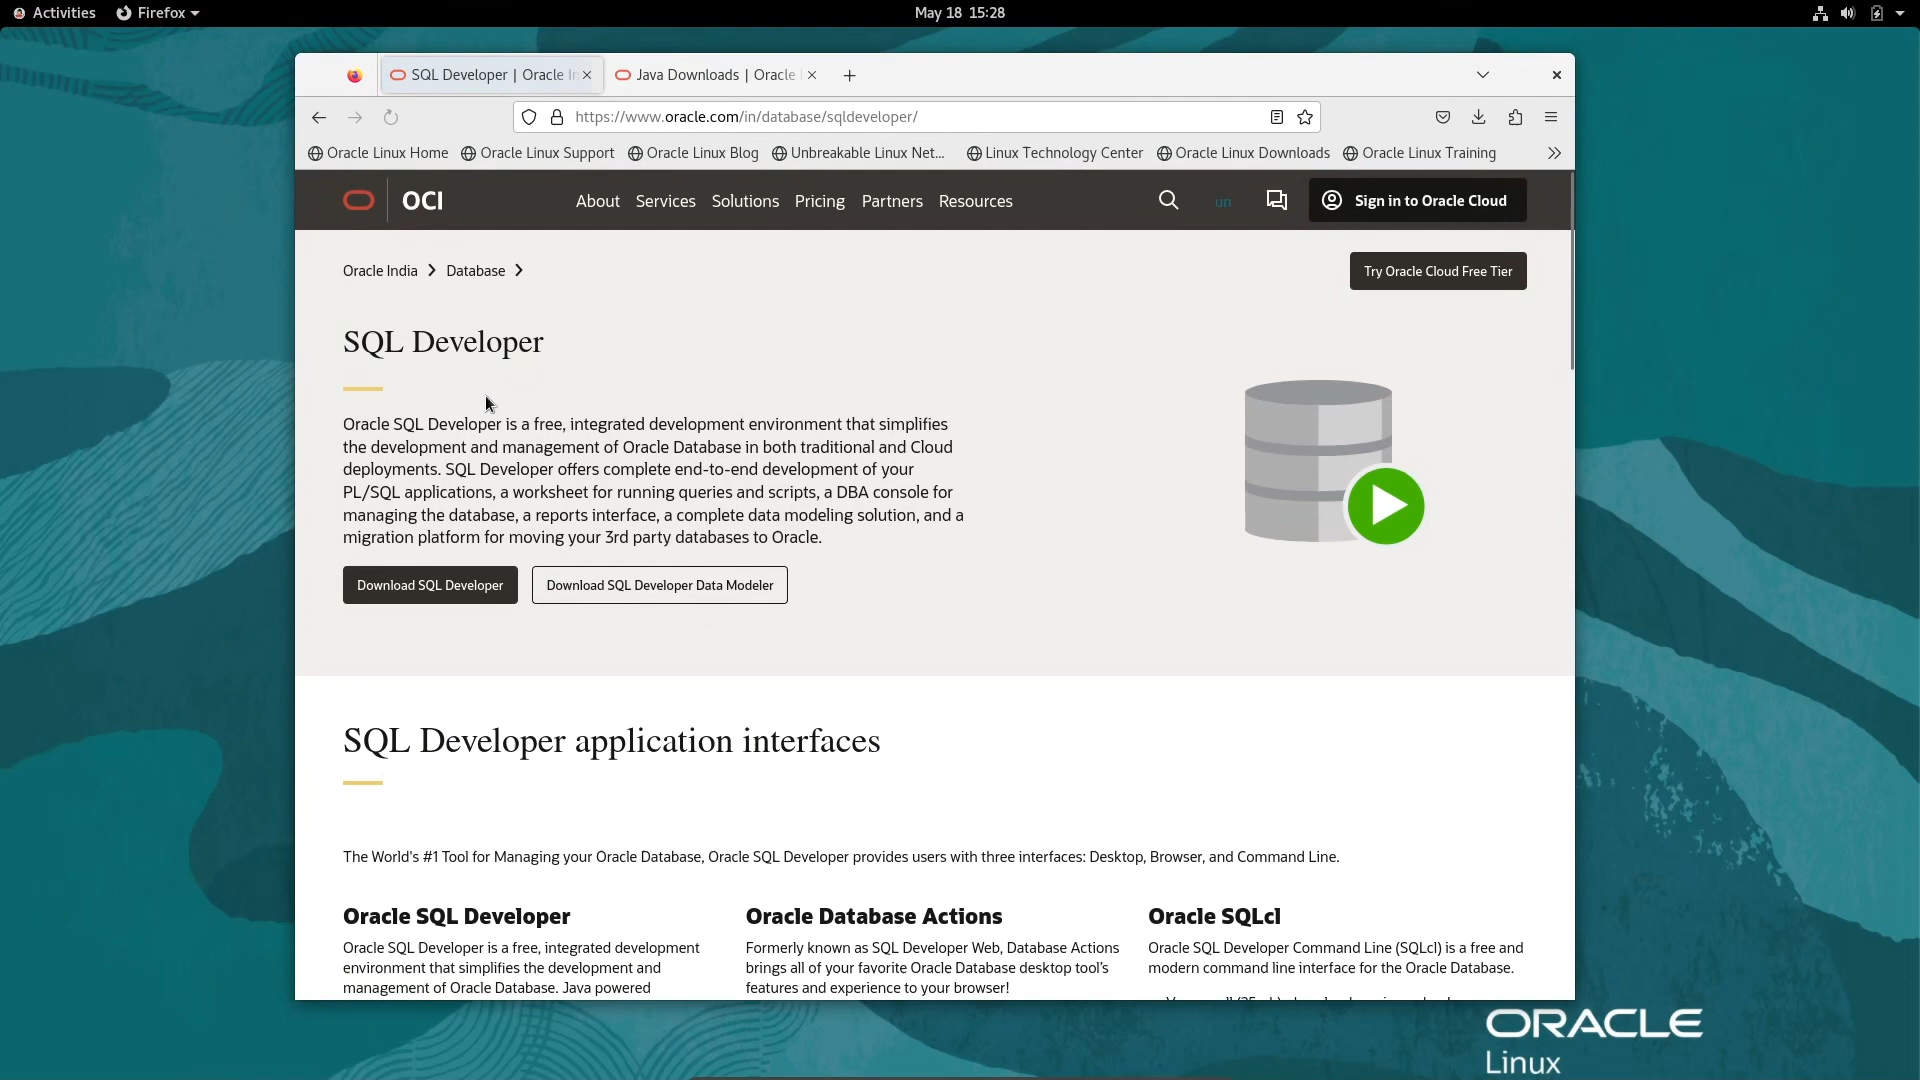 Activities Firefox May 18 15:28
SQL Developer | Oracle In Java Downloads | Oracle
https://www.oracle.com/in/database/sqldeveloper/
Oracle Linux Home Oracle Linux Support Oracle Linux Blog Unbreakable Linux Net... Linux Technology Center Oracle Linux Downloads Oracle Linux Training
OCI About Services Solutions Pricing Partners Resources un Sign in to Oracle Cloud
Oracle India Database Try Oracle Cloud Free Tier
SQL Developer
Oracle SQL Developer is a free, integrated development environment that simplifies
the development and management of Oracle Database in both traditional and Cloud
deployments. SQL Developer offers complete end-to-end development of your
PL/SQL applications, a worksheet for running queries and scripts, a DBA console for
managing the database, a reports interface, a complete data modeling solution, and a
migration platform for moving your 3rd party databases to Oracle.
Download SQL Developer Download SQL Developer Data Modeler
SQL Developer application interfaces
The World's #1 Tool for Managing your Oracle Database, Oracle SQL Developer provides users with three interfaces: Desktop, Browser, and Command Line.
Oracle SQL Developer
Oracle SQL Developer is a free, integrated development
environment that simplifies the development and
management of Oracle Database. Java powered
Oracle Database Actions
Formerly known as SQL Developer Web, Database Actions
brings all of your favorite Oracle Database desktop tool's
features and experience to your browser!
Oracle SQLcl
Oracle SQL Developer Command Line (SQLcl) is a free and
modern command line interface for the Oracle Database.
ORACLE
Linux